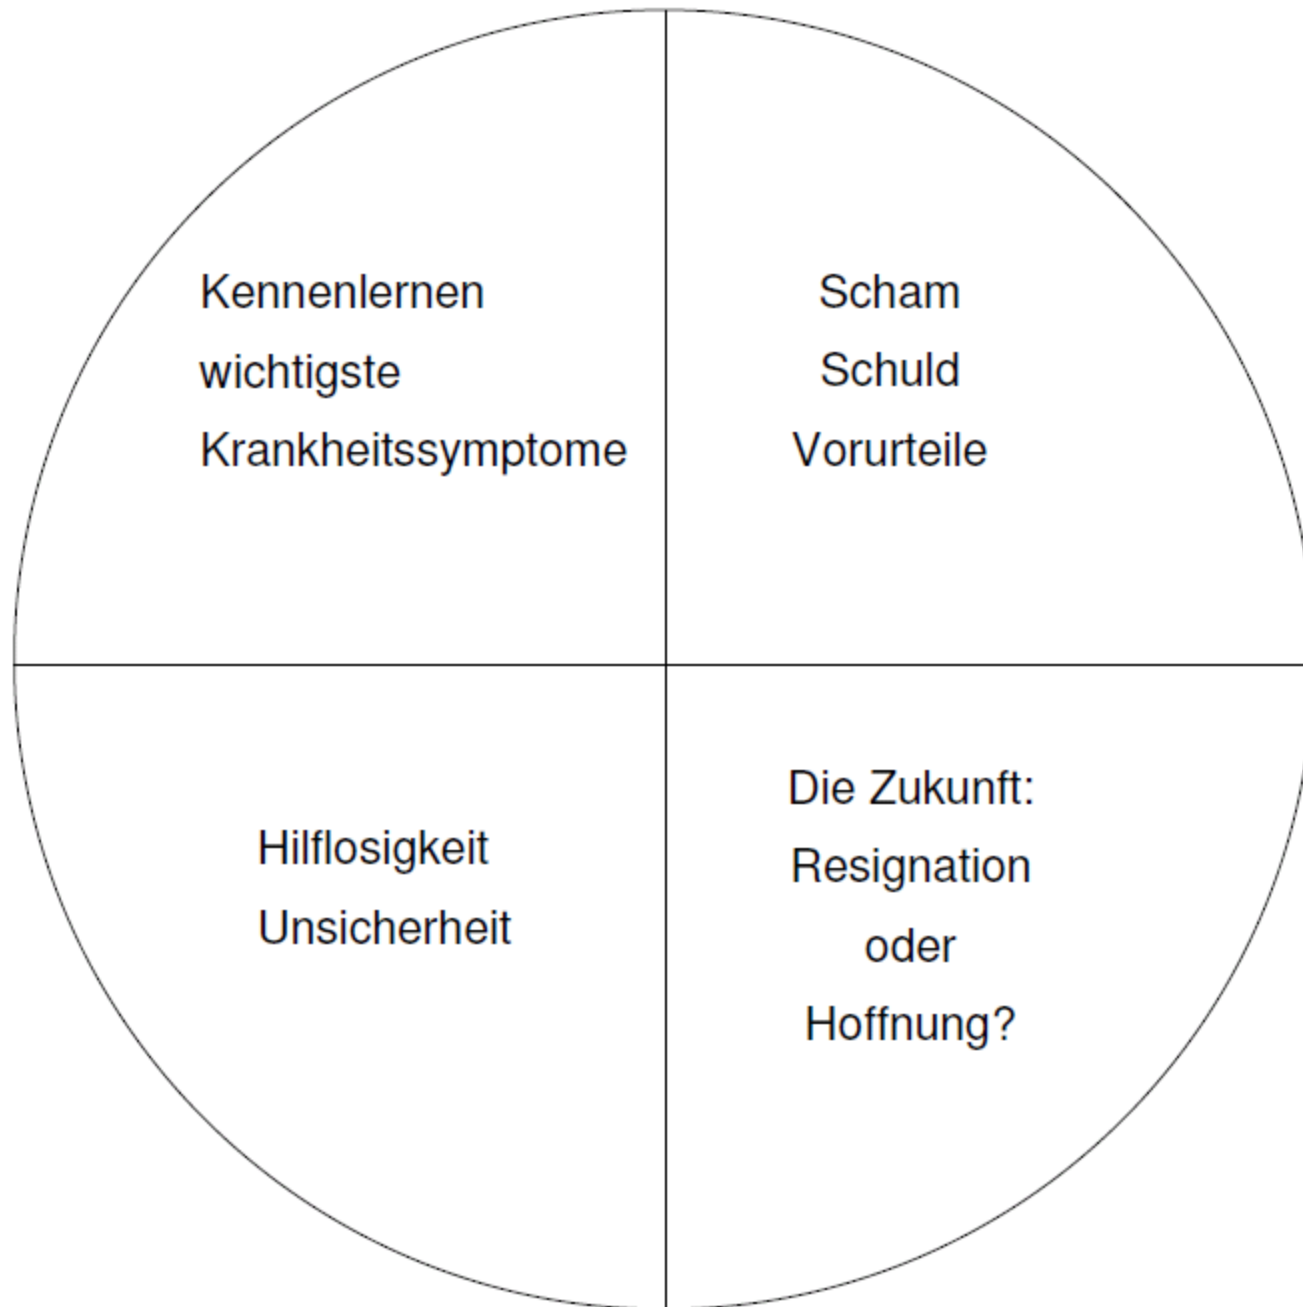 Kennenlernen
wichtigste
Krankheitssymptome
Scham
Schuld
Vorurteile
Hilflosigkeit
Unsicherheit
Die Zukunft:
Resignation
oder
Hoffnung?